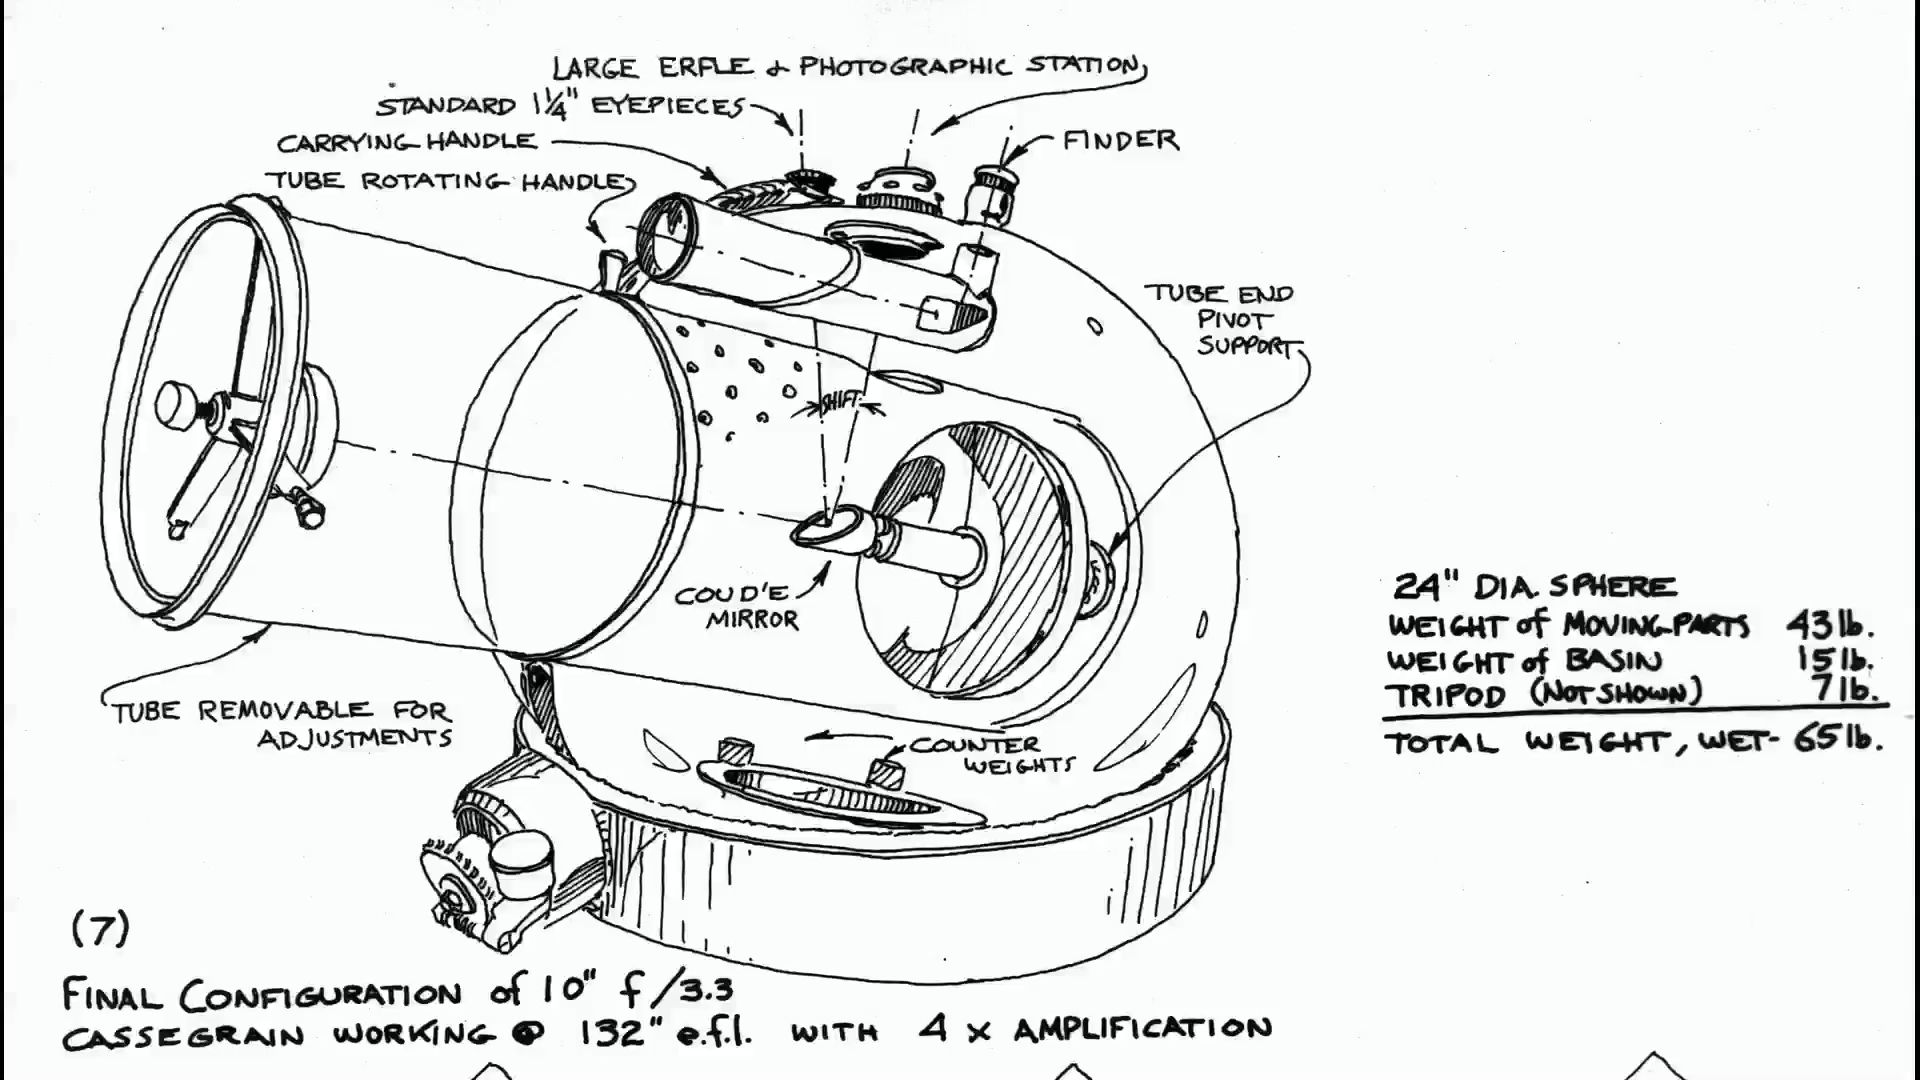 LARGE ERFLE & PHOTOGRAPHIC STATION
STANDARD 1 1/4" EYEPIECES
CARRYING HANDLE
FINDER
TUBE ROTATING HANDLE
TUBE END
PIVOT
SUPPORT
SHIFT
COUD'E
MIRROR
24" DIA. SPHERE
WEIGHT of MOVING PARTS 43 lb.
WEIGHT of BASIN 15 lb.
TRIPOD (NOT SHOWN) 7 lb.
TOTAL WEIGHT, WET- 65 lb.
TUBE REMOVABLE FOR
ADJUSTMENTS
COUNTER
WEIGHTS
(7)
FINAL CONFIGURATION of 10" f/3.3
CASSEGRAIN WORKING @ 132" e.f.l. WITH 4 x AMPLIFICATION